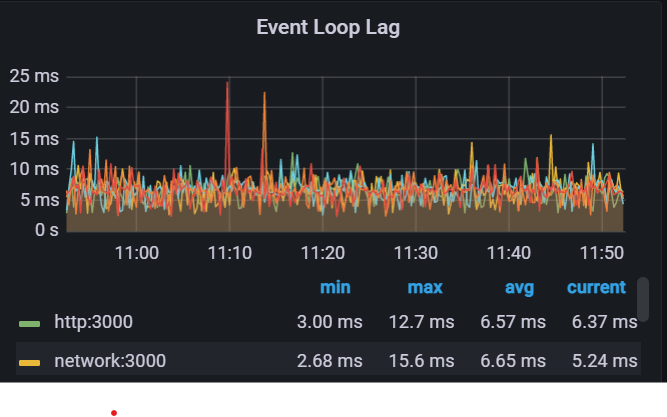 Event Loop Lag
25 ms
20 ms
15 ms
10 ms
5 ms
0 s
11:00 11:10 11:20 11:30 11:40 11:50
min max avg current
http:3000 3.00 ms 12.7 ms 6.57 ms 6.37 ms
network:3000 2.68 ms 15.6 ms 6.65 ms 5.24 ms